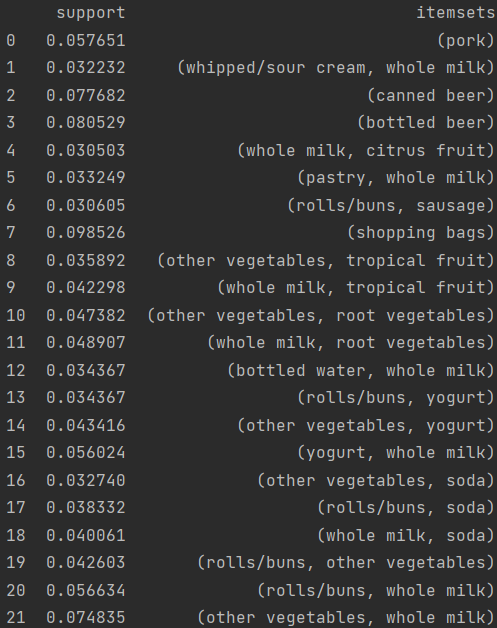 support itemsets
0 0.057651 (pork)
1 0.032232 (whipped/sour cream, whole milk)
2 0.077682 (canned beer)
3 0.080529 (bottled beer)
4 0.030503 (whole milk, citrus fruit)
5 0.033249 (pastry, whole milk)
6 0.030605 (rolls/buns, sausage)
7 0.098526 (shopping bags)
8 0.035892 (other vegetables, tropical fruit)
9 0.042298 (whole milk, tropical fruit)
10 0.047382 (other vegetables, root vegetables)
11 0.048907 (whole milk, root vegetables)
12 0.034367 (bottled water, whole milk)
13 0.034367 (rolls/buns, yogurt)
14 0.043416 (other vegetables, yogurt)
15 0.056024 (yogurt, whole milk)
16 0.032740 (other vegetables, soda)
17 0.038332 (rolls/buns, soda)
18 0.040061 (whole milk, soda)
19 0.042603 (rolls/buns, other vegetables)
20 0.056634 (rolls/buns, whole milk)
21 0.074835 (other vegetables, whole milk)